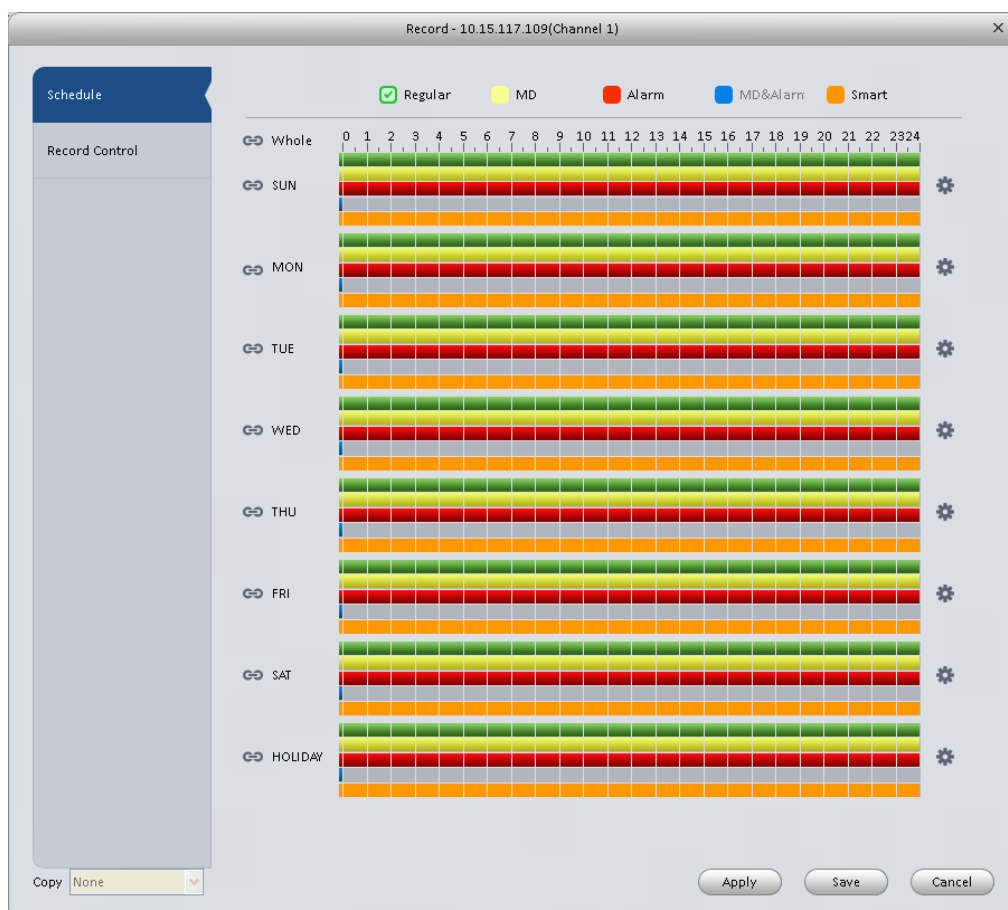 Record - 10.15.117.109(Channel 1)
Schedule
Record Control
Regular MD Alarm MD&Alarm Smart
Whole 0 1 2 3 4 5 6 7 8 9 10 11 12 13 14 15 16 17 18 19 20 21 22 2324
SUN
MON
TUE
WED
THU
FRI
SAT
HOLIDAY
Copy None Apply Save Cancel